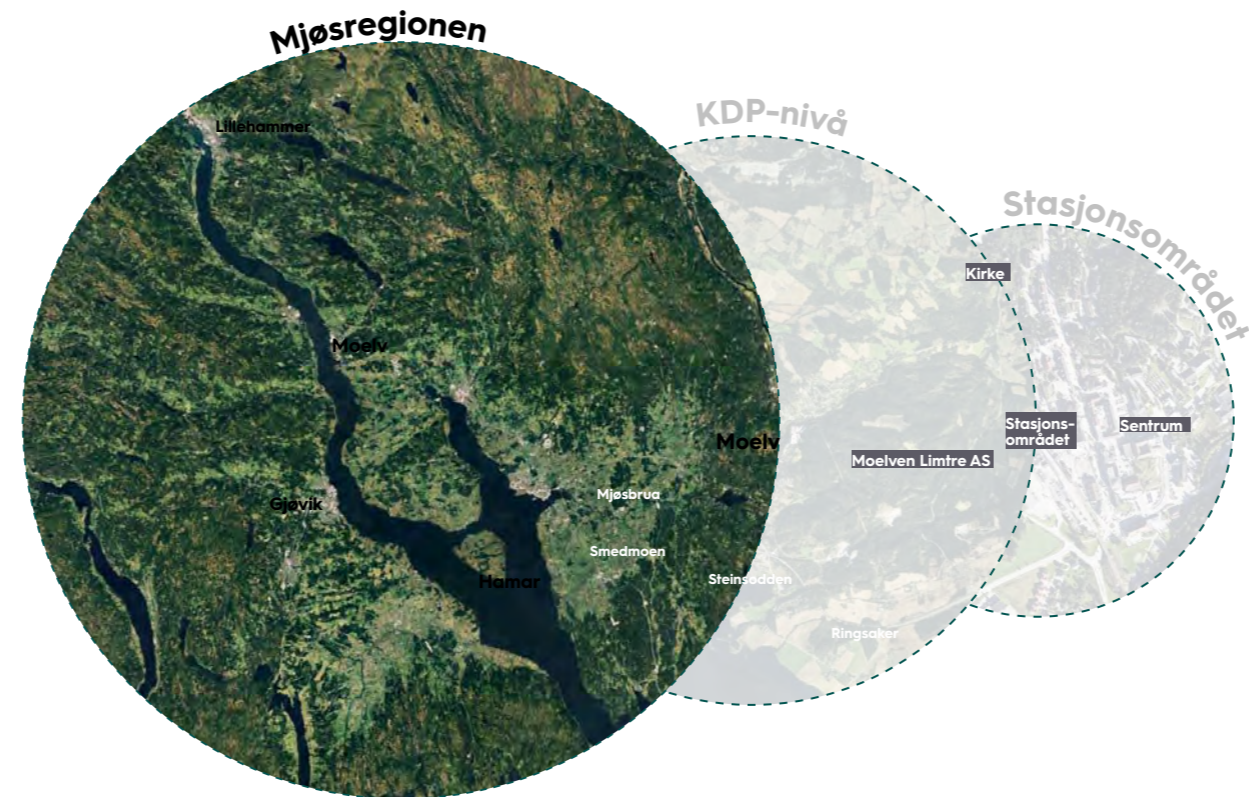 Mjøsregionen
KDP-nivå
Stasjonsområdet
Lillehammer
Kirke
Moelv
Stasjons-
området
Sentrum
Moelv
Moelven Limtre AS
Mjøsbrua
Gjøvik
Smedmoen
Hamar
Steinsodden
Ringsaker